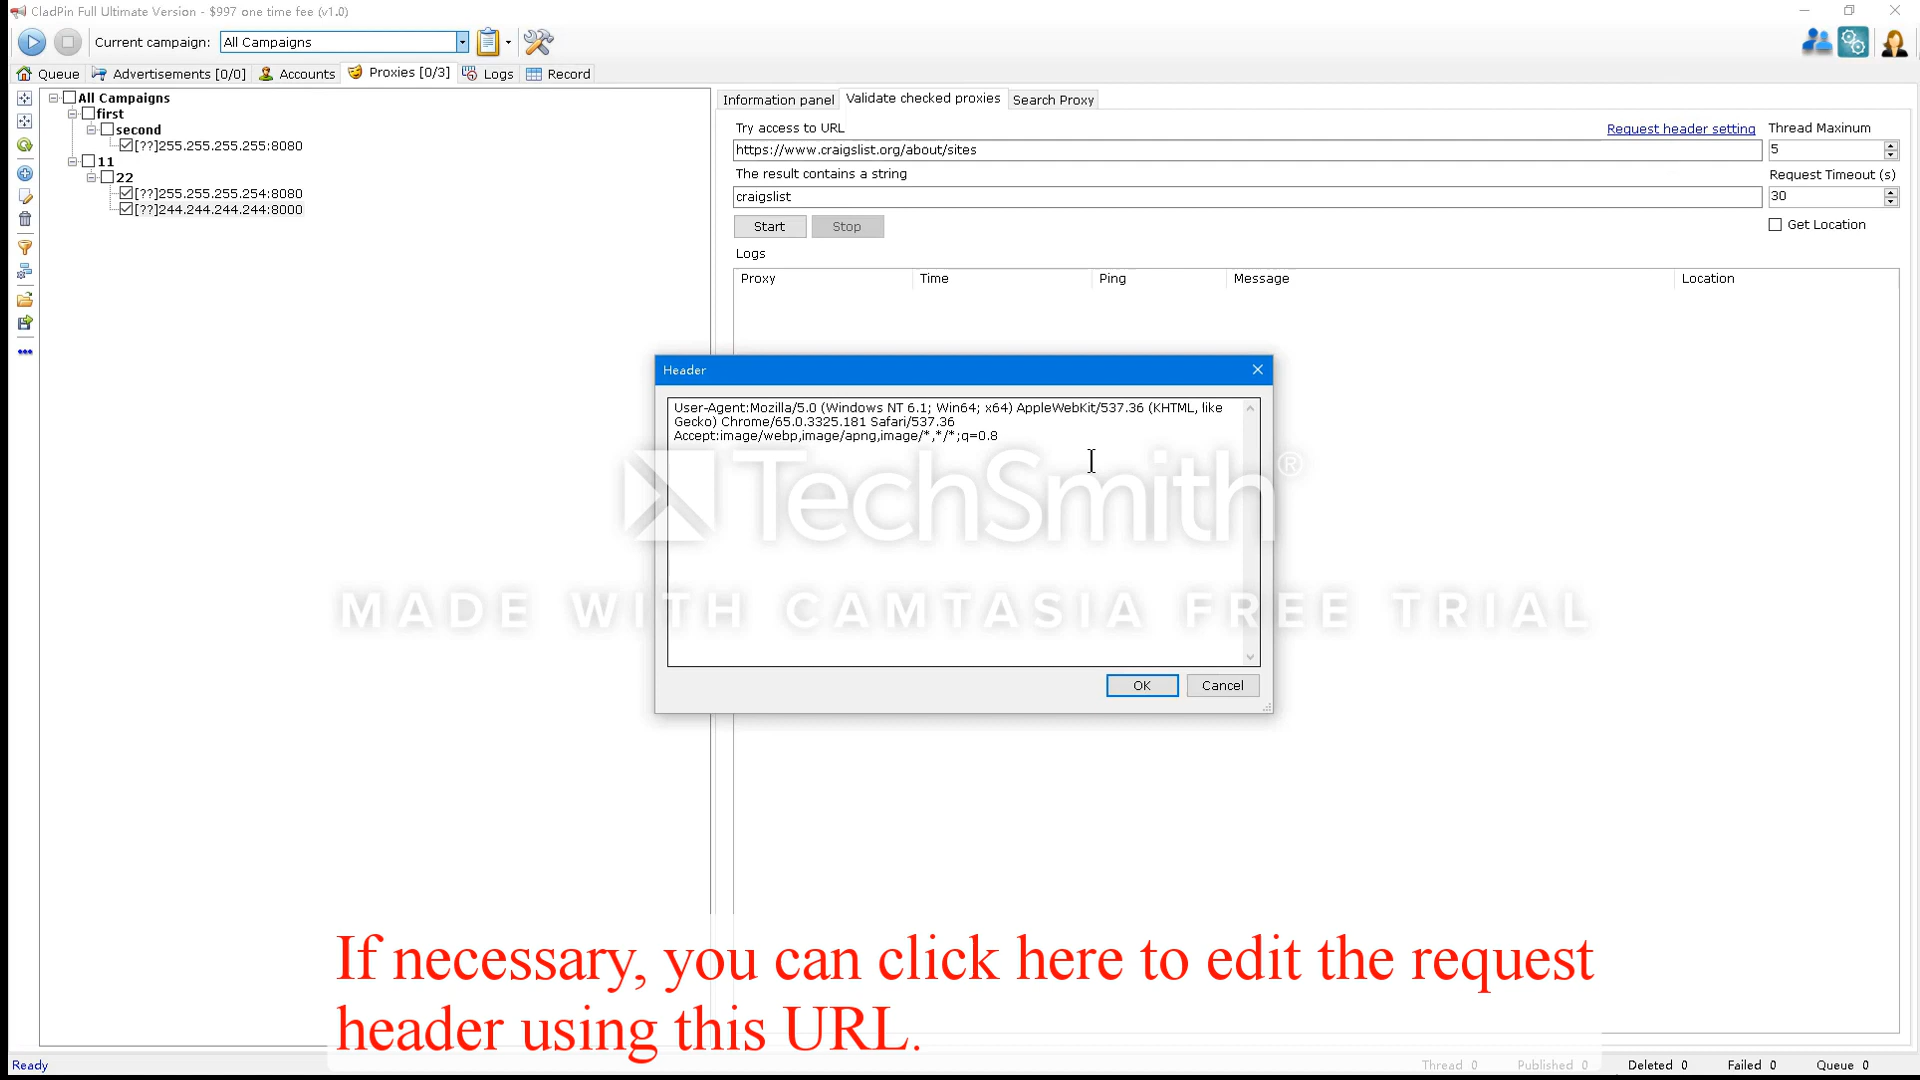 CladPin Full Ultimate Version - $997 one time fee (v1.0)
Current campaign: All Campaigns
Queue Advertisements [0/0] Accounts Proxies [0/3] Logs Record
All Campaigns
first
second
[??]255.255.255.255:8080
11
22
[??]255.255.255.254:8080
[??]244.244.244.244:8000
Information panel Validate checked proxies Search Proxy
Try access to URL Request header setting Thread Maxinum
https://www.craigslist.org/about/sites 5
The result contains a string Request Timeout (s)
craigslist 30
Start Stop Get Location
Logs
Proxy Time Ping Message Location
Header
User-Agent:Mozilla/5.0 (Windows NT 6.1; Win64; x64) AppleWebKit/537.36 (KHTML, like
Gecko) Chrome/65.0.3325.181 Safari/537.36
Accept:image/webp,image/apng,image/*,*/*;q=0.8
TechSmith®
MADE WITH CAMTASIA FREE TRIAL
OK Cancel
If necessary, you can click here to edit the request
header using this URL.
Ready Thread 0 Published 0 Deleted 0 Failed 0 Queue 0